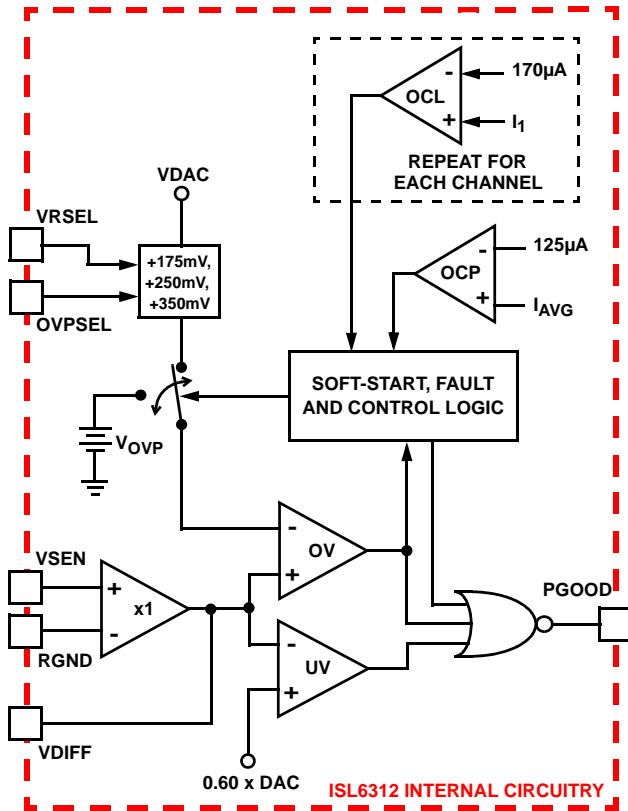 170µA
-
OCL
+
I1
REPEAT FOR
EACH CHANNEL
VDAC
VRSEL
+175mV,
+250mV,
+350mV
OVPSEL
-
125µA
OCP
+
IAVG
SOFT-START, FAULT
AND CONTROL LOGIC
VOVP
-
OV
+
VSEN
+
x1
-
RGND
PGOOD
-
UV
+
VDIFF
0.60 x DAC
ISL6312 INTERNAL CIRCUITRY